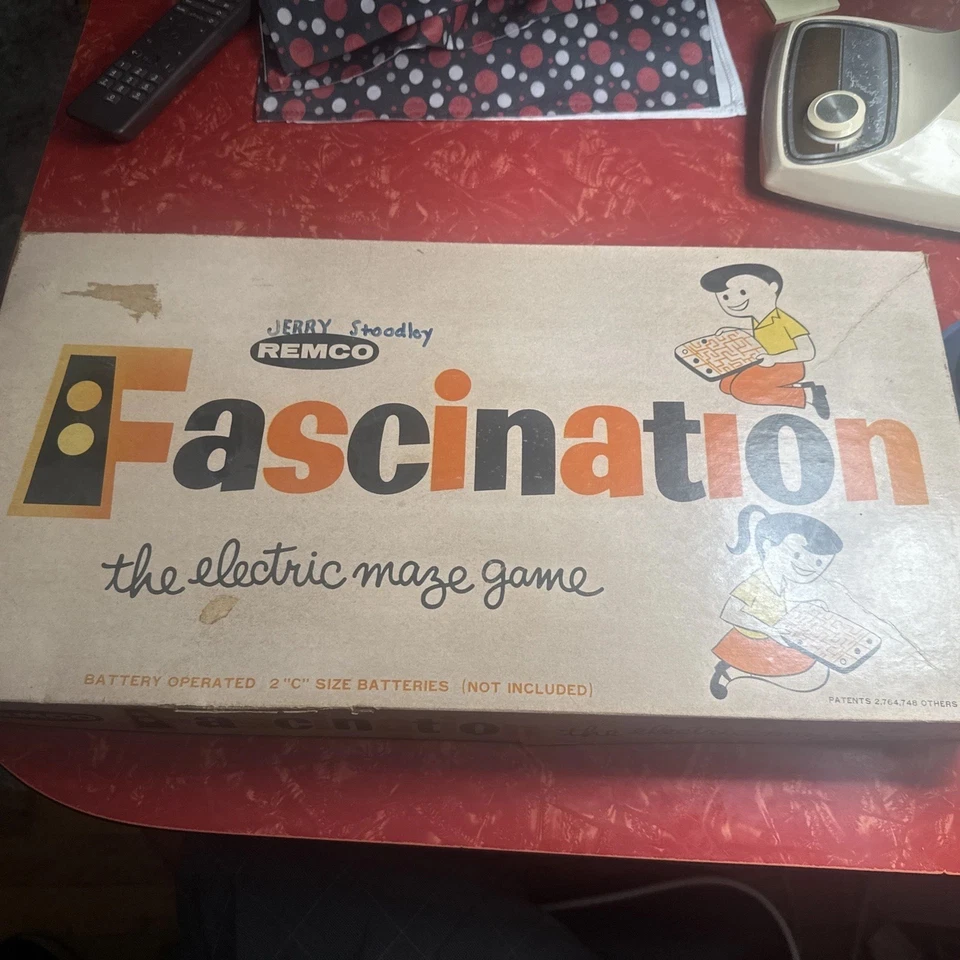 JERRY Stoodley
REMCO
Fascination
the electric maze game
BATTERY OPERATED 2 "C" SIZE BATTERIES (NOT INCLUDED)
PATENTS 2,764,748 OTHERS
REMCO